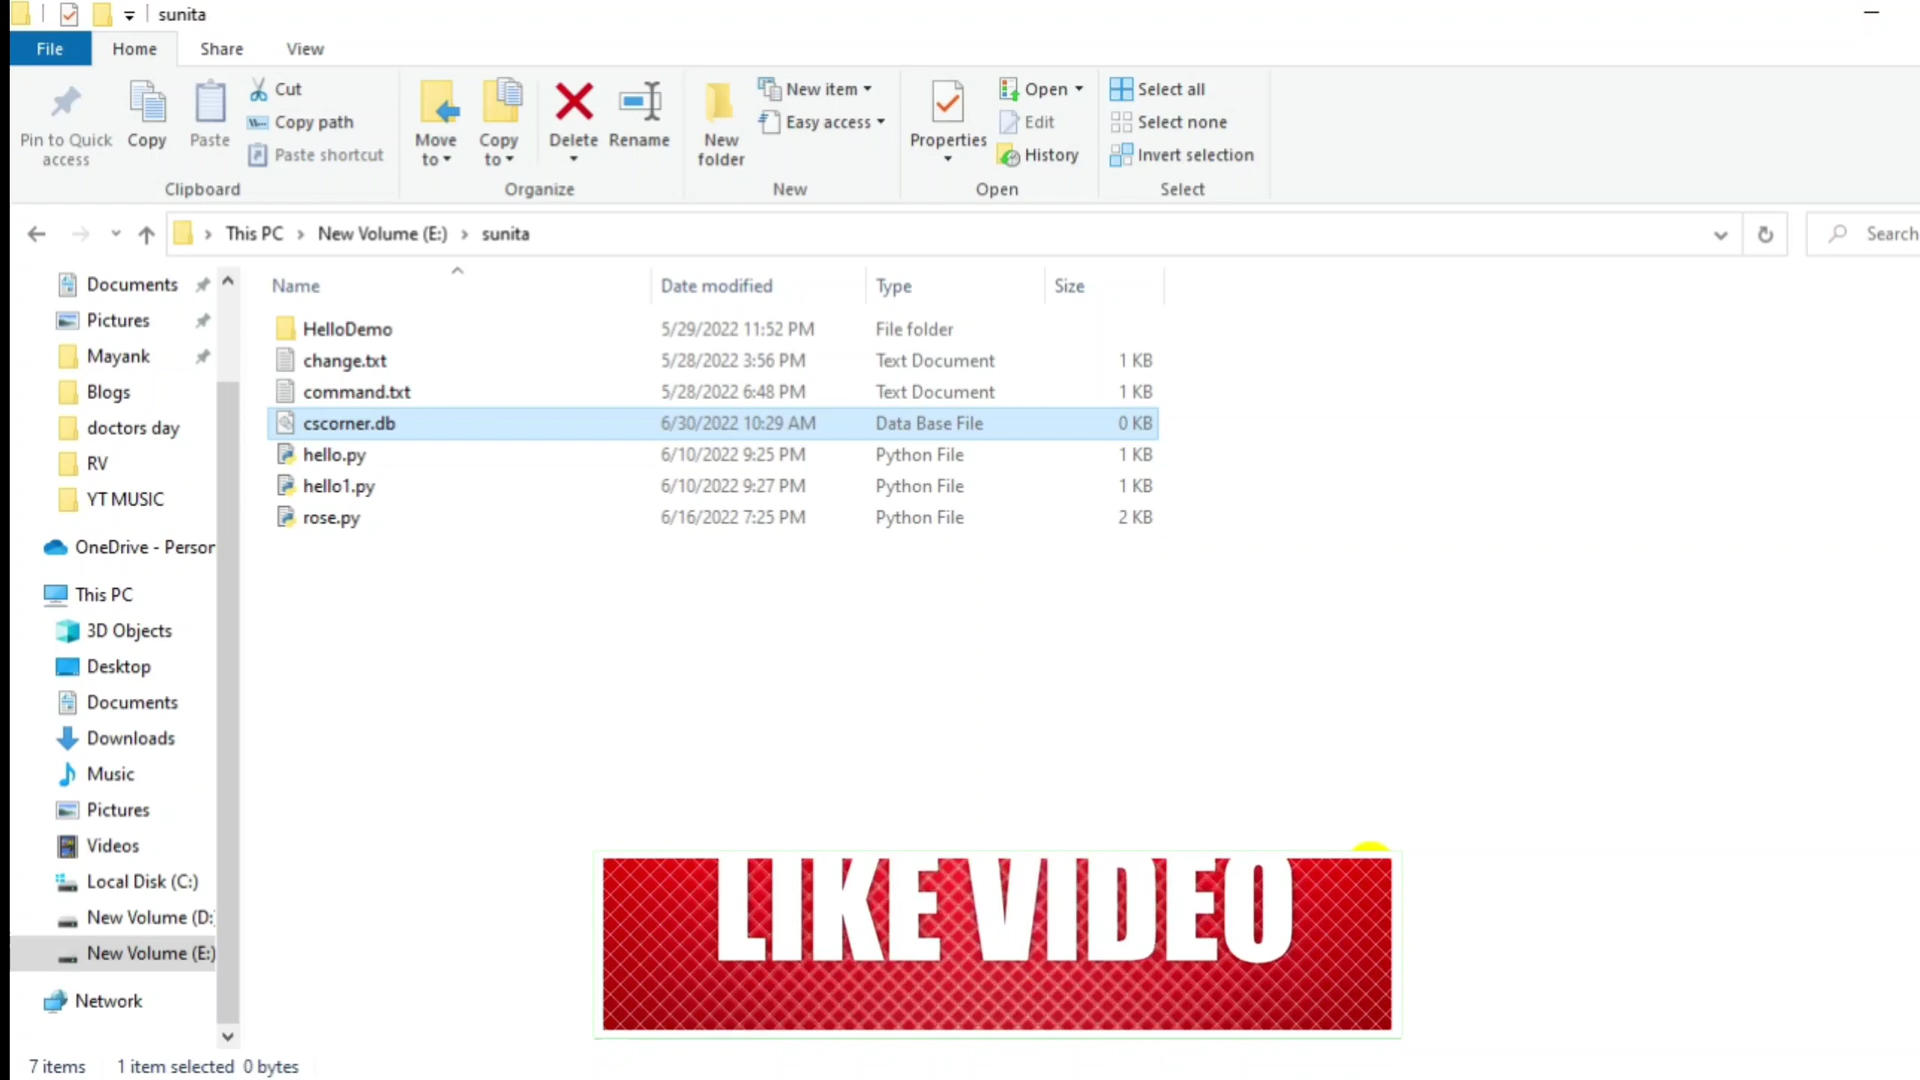 sunita
File Home Share View
Pin to Quick access
Copy
Paste
Cut
Copy path
Paste shortcut
Clipboard
Move to
Copy to
Delete
Rename
Organize
New folder
New item
Easy access
New
Properties
Open
Edit
History
Open
Select all
Select none
Invert selection
Select
This PC > New Volume (E:) > sunita
Search
Documents
Pictures
Mayank
Blogs
doctors day
RV
YT MUSIC
OneDrive - Person
This PC
3D Objects
Desktop
Documents
Downloads
Music
Pictures
Videos
Local Disk (C:)
New Volume (D:
New Volume (E:)
Network
Name Date modified Type Size
HelloDemo 5/29/2022 11:52 PM File folder
change.txt 5/28/2022 3:56 PM Text Document 1 KB
command.txt 5/28/2022 6:48 PM Text Document 1 KB
cscorner.db 6/30/2022 10:29 AM Data Base File 0 KB
hello.py 6/10/2022 9:25 PM Python File 1 KB
hello1.py 6/10/2022 9:27 PM Python File 1 KB
rose.py 6/16/2022 7:25 PM Python File 2 KB
LIKE VIDEO
7 items 1 item selected 0 bytes